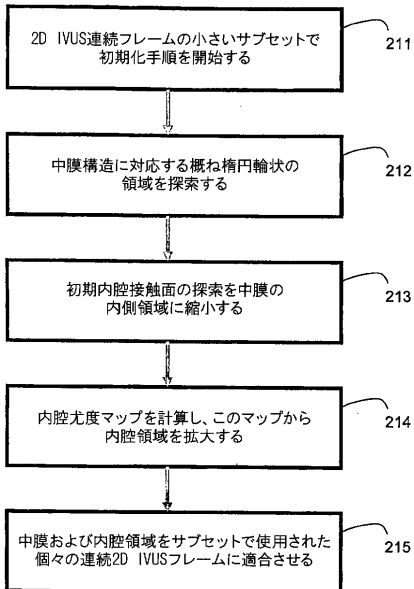 2D IVUS連続フレームの小さいサブセットで
初期化手順を開始する
211
中膜構造に対応する概ね楕円輪状の
領域を探索する
212
初期内腔接触面の探索を中膜の
内側領域に縮小する
213
内腔尤度マップを計算し、このマップから
内腔領域を拡大する
214
中膜および内腔領域をサブセットで使用された
個々の連続2D IVUSフレームに適合させる
215